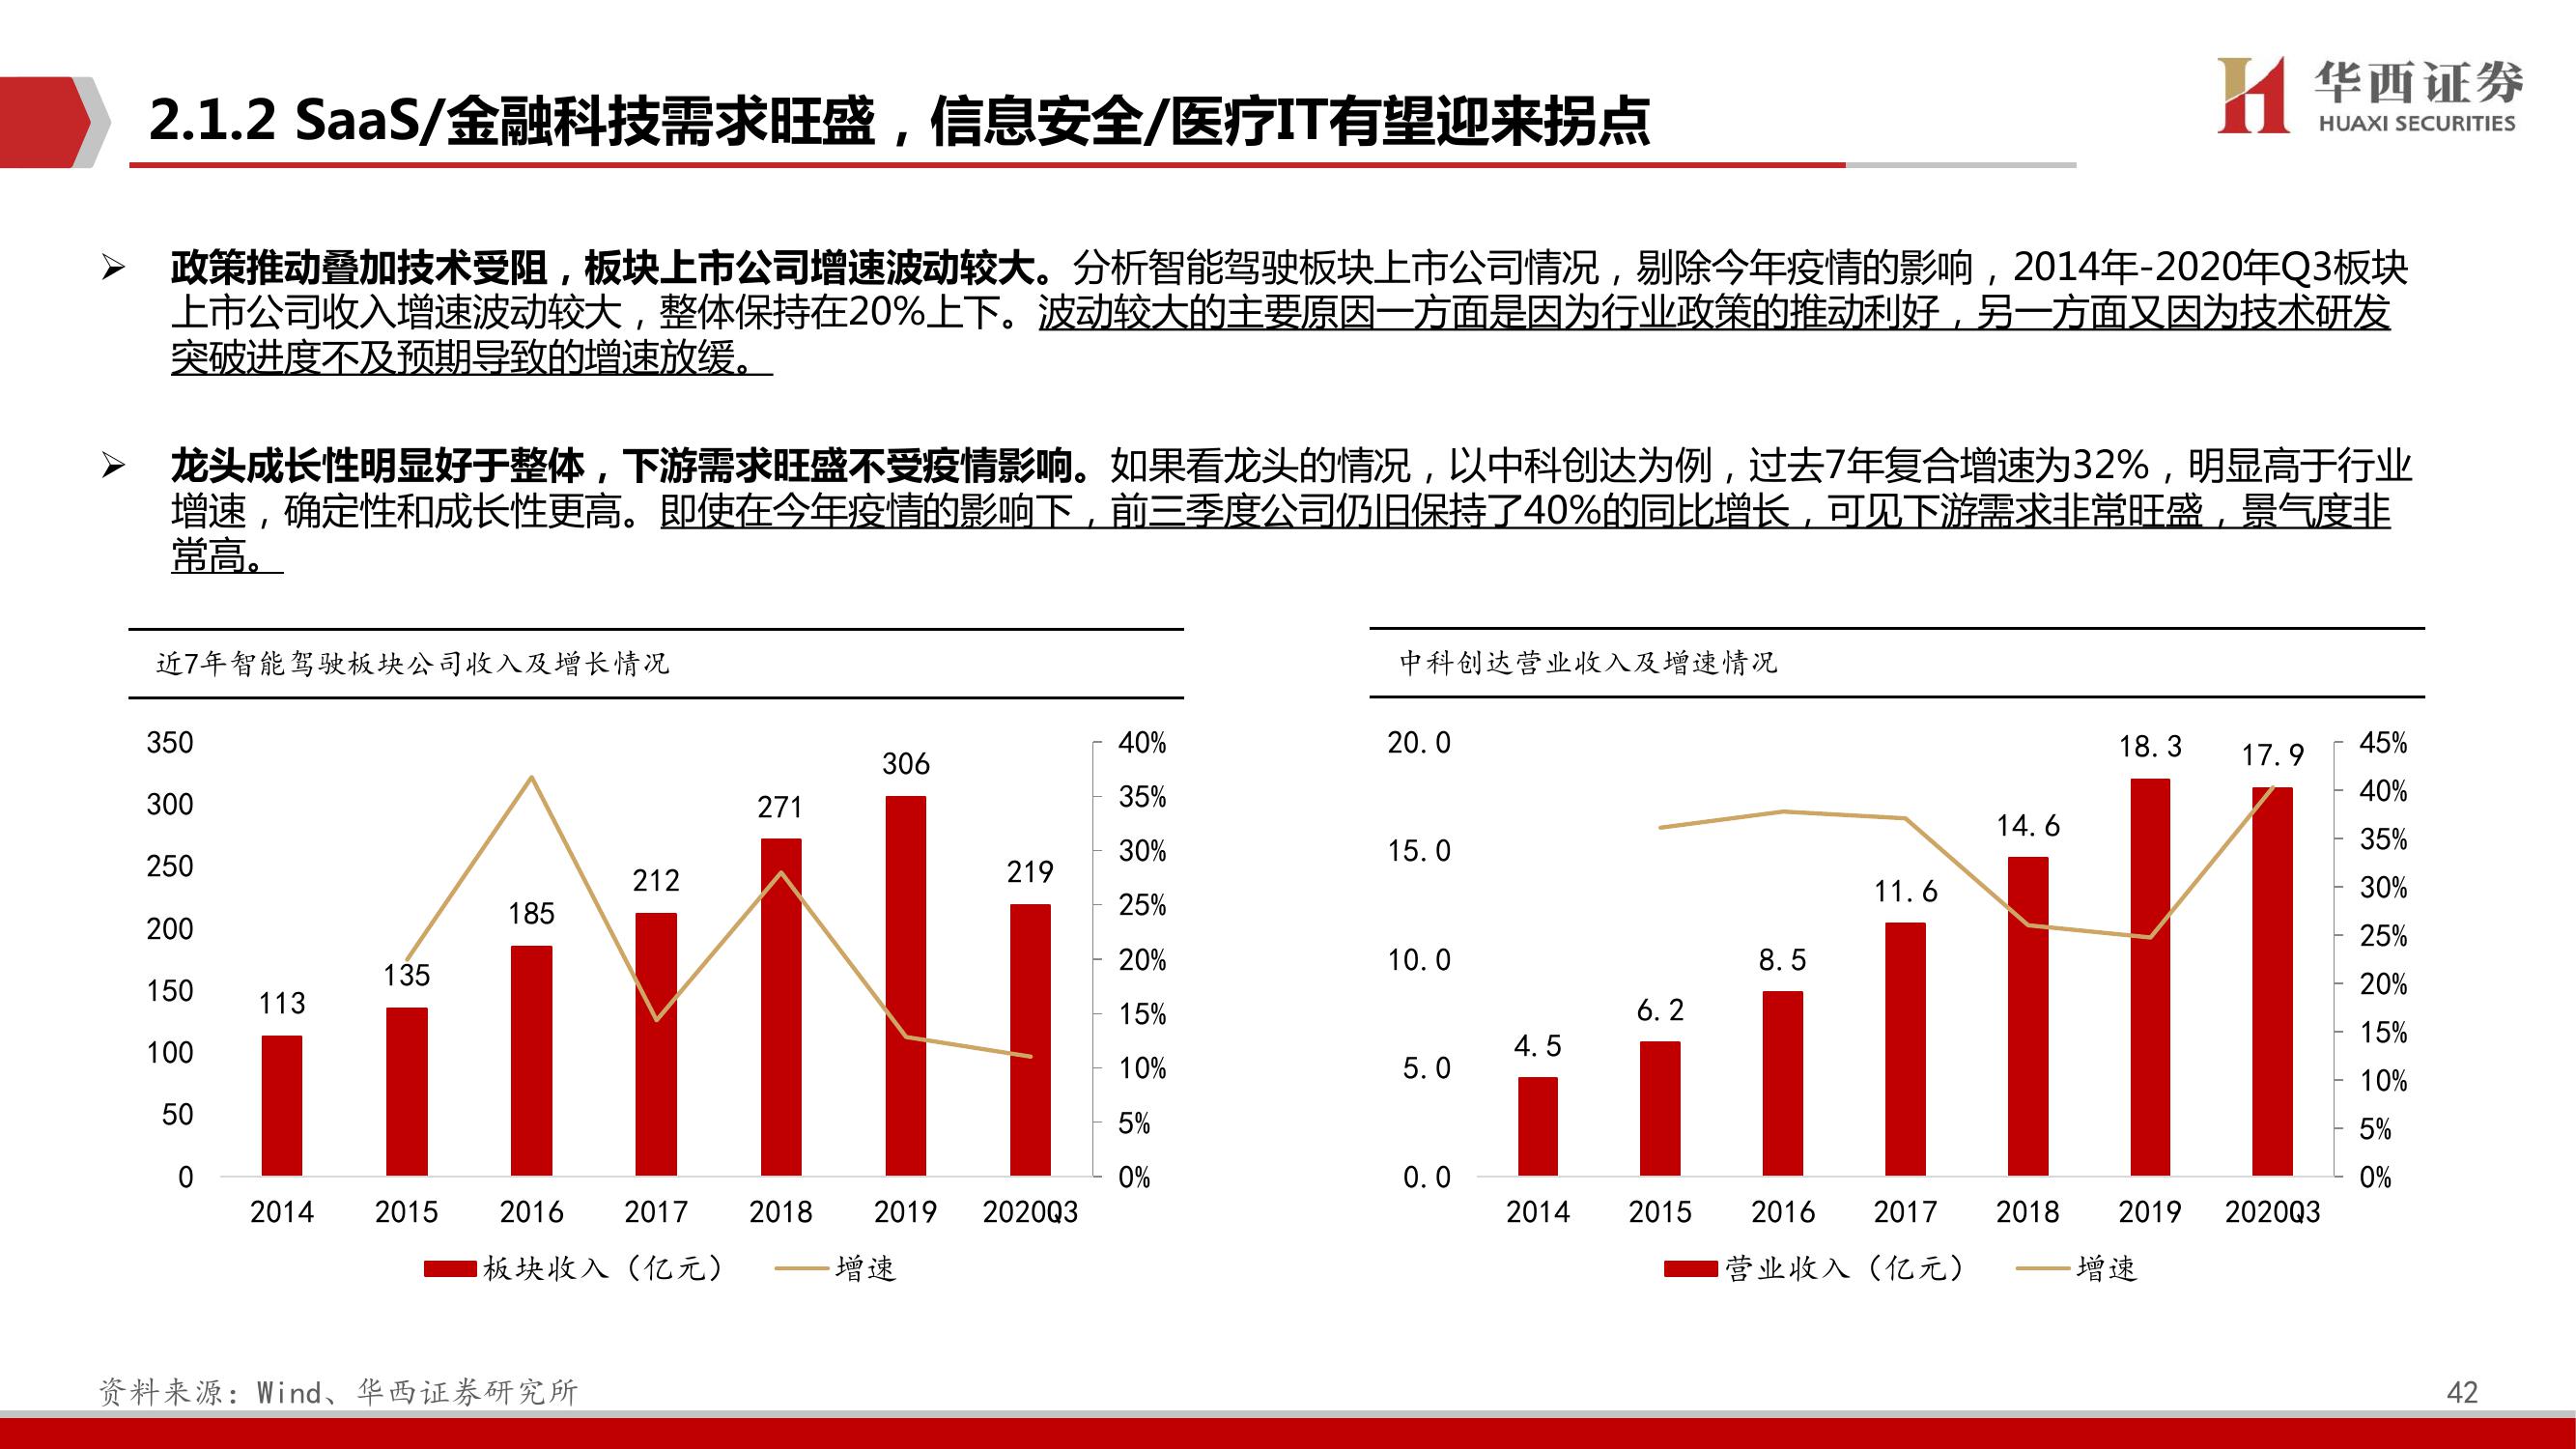 2.1.2 SaaS/金融科技需求旺盛，信息安全/医疗IT有望迎来拐点
华西证券
HUAXI SECURITIES
政策推动叠加技术受阻，板块上市公司增速波动较大。分析智能驾驶板块上市公司情况，剔除今年疫情的影响，2014年-2020年Q3板块
上市公司收入增速波动较大，整体保持在20%上下。波动较大的主要原因一方面是因为行业政策的推动利好，另一方面又因为技术研发
突破进度不及预期导致的增速放缓。
龙头成长性明显好于整体，下游需求旺盛不受疫情影响。如果看龙头的情况，以中科创达为例，过去7年复合增速为32%，明显高于行业
增速，确定性和成长性更高。即使在今年疫情的影响下，前三季度公司仍旧保持了40%的同比增长，可见下游需求非常旺盛，景气度非
常高。
近7年智能驾驶板块公司收入及增长情况
350
300
250
200
150
100
50
0
113
135
185
212
271
306
219
40%
35%
30%
25%
20%
15%
10%
5%
0%
2014 2015 2016 2017 2018 2019 2020Q3
板块收入（亿元） 增速
中科创达营业收入及增速情况
20.0
15.0
10.0
5.0
0.0
4.5
6.2
8.5
11.6
14.6
18.3
17.9
45%
40%
35%
30%
25%
20%
15%
10%
5%
0%
2014 2015 2016 2017 2018 2019 2020Q3
营业收入（亿元） 增速
资料来源：Wind、华西证券研究所
42